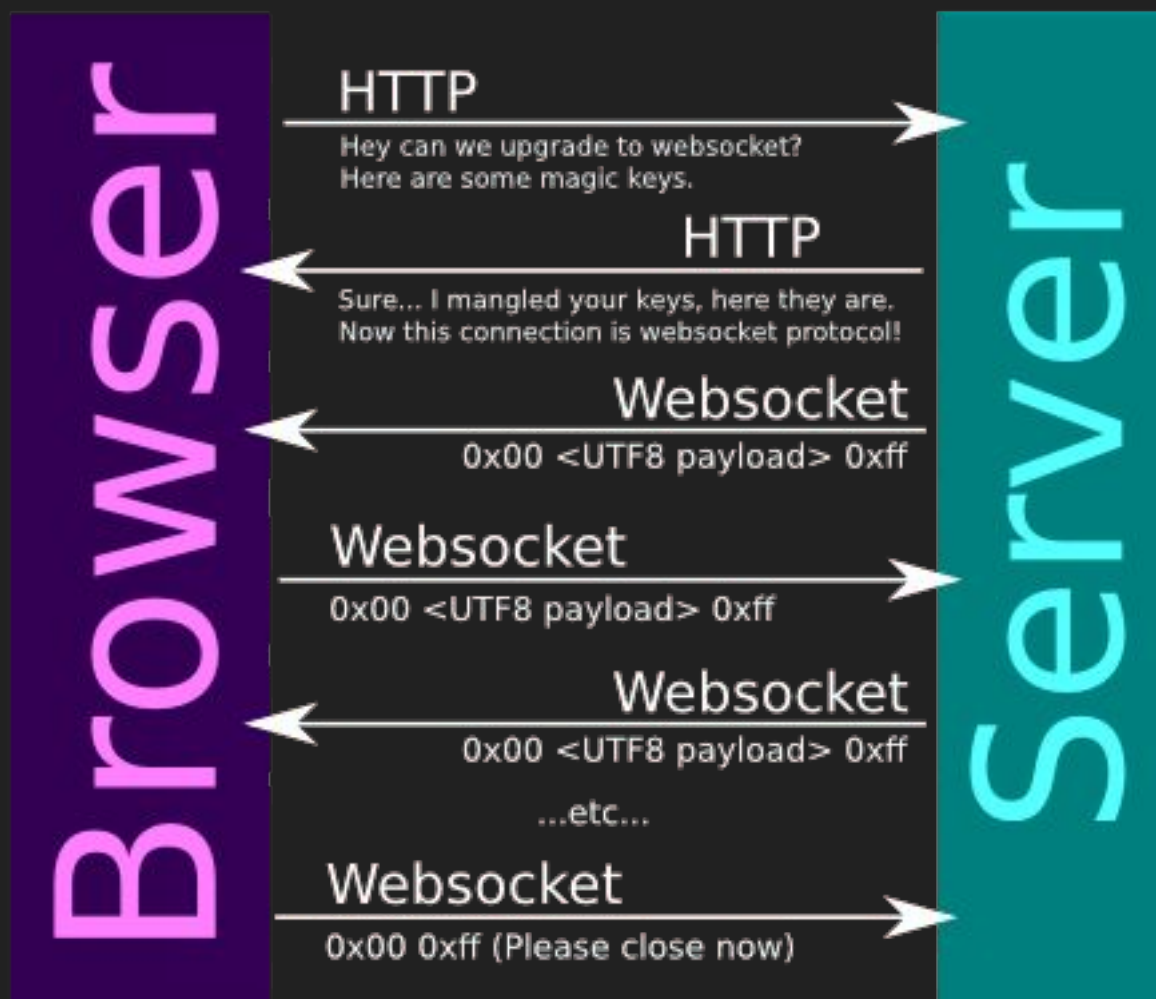 Browser
HTTP
Hey can we upgrade to websocket?
Here are some magic keys.
HTTP
Sure... I mangled your keys, here they are.
Now this connection is websocket protocol!
Websocket
0x00 <UTF8 payload> 0xff
Websocket
0x00 <UTF8 payload> 0xff
Websocket
0x00 <UTF8 payload> 0xff
...etc...
Websocket
0x00 0xff (Please close now)
Server